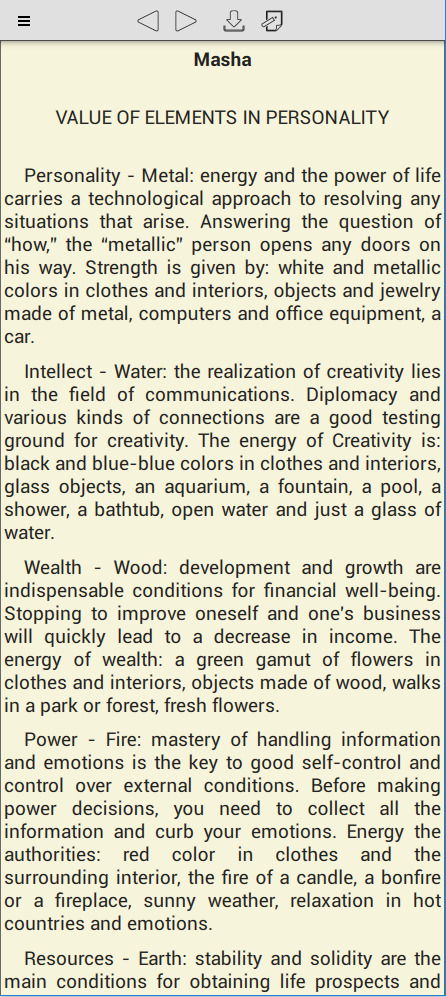 Masha
VALUE OF ELEMENTS IN PERSONALITY
Personality - Metal: energy and the power of life
carries a technological approach to resolving any
situations that arise. Answering the question of
“how,” the “metallic” person opens any doors on
his way. Strength is given by: white and metallic
colors in clothes and interiors, objects and jewelry
made of metal, computers and office equipment, a
car.
Intellect - Water: the realization of creativity lies
in the field of communications. Diplomacy and
various kinds of connections are a good testing
ground for creativity. The energy of Creativity is:
black and blue-blue colors in clothes and interiors,
glass objects, an aquarium, a fountain, a pool, a
shower, a bathtub, open water and just a glass of
water.
Wealth - Wood: development and growth are
indispensable conditions for financial well-being.
Stopping to improve oneself and one's business
will quickly lead to a decrease in income. The
energy of wealth: a green gamut of flowers in
clothes and interiors, objects made of wood, walks
in a park or forest, fresh flowers.
Power - Fire: mastery of handling information
and emotions is the key to good self-control and
control over external conditions. Before making
power decisions, you need to collect all the
information and curb your emotions. Energy the
authorities: red color in clothes and the
surrounding interior, the fire of a candle, a bonfire
or a fireplace, sunny weather, relaxation in hot
countries and emotions.
Resources - Earth: stability and solidity are the
main conditions for obtaining life prospects and